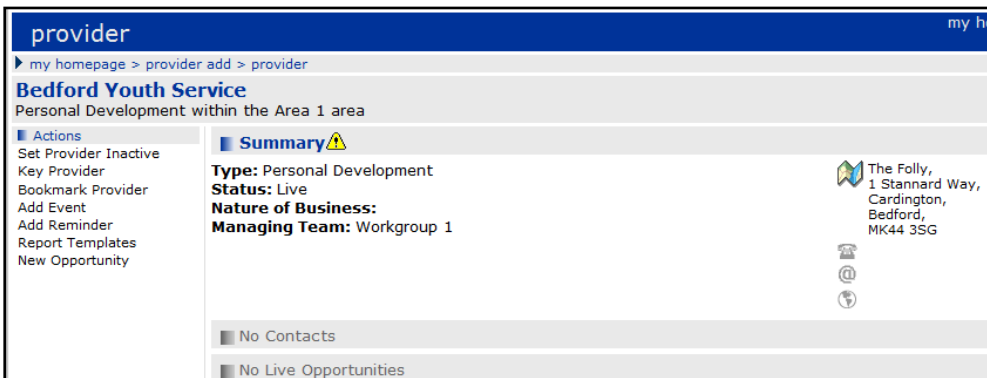 provider
my ho
my homepage > provider add > provider
Bedford Youth Service
Personal Development within the Area 1 area
Actions
Set Provider Inactive
Key Provider
Bookmark Provider
Add Event
Add Reminder
Report Templates
New Opportunity
Summary
Type: Personal Development
Status: Live
Nature of Business:
Managing Team: Workgroup 1
The Folly,
1 Stannard Way,
Cardington,
Bedford,
MK44 3SG
No Contacts
No Live Opportunities